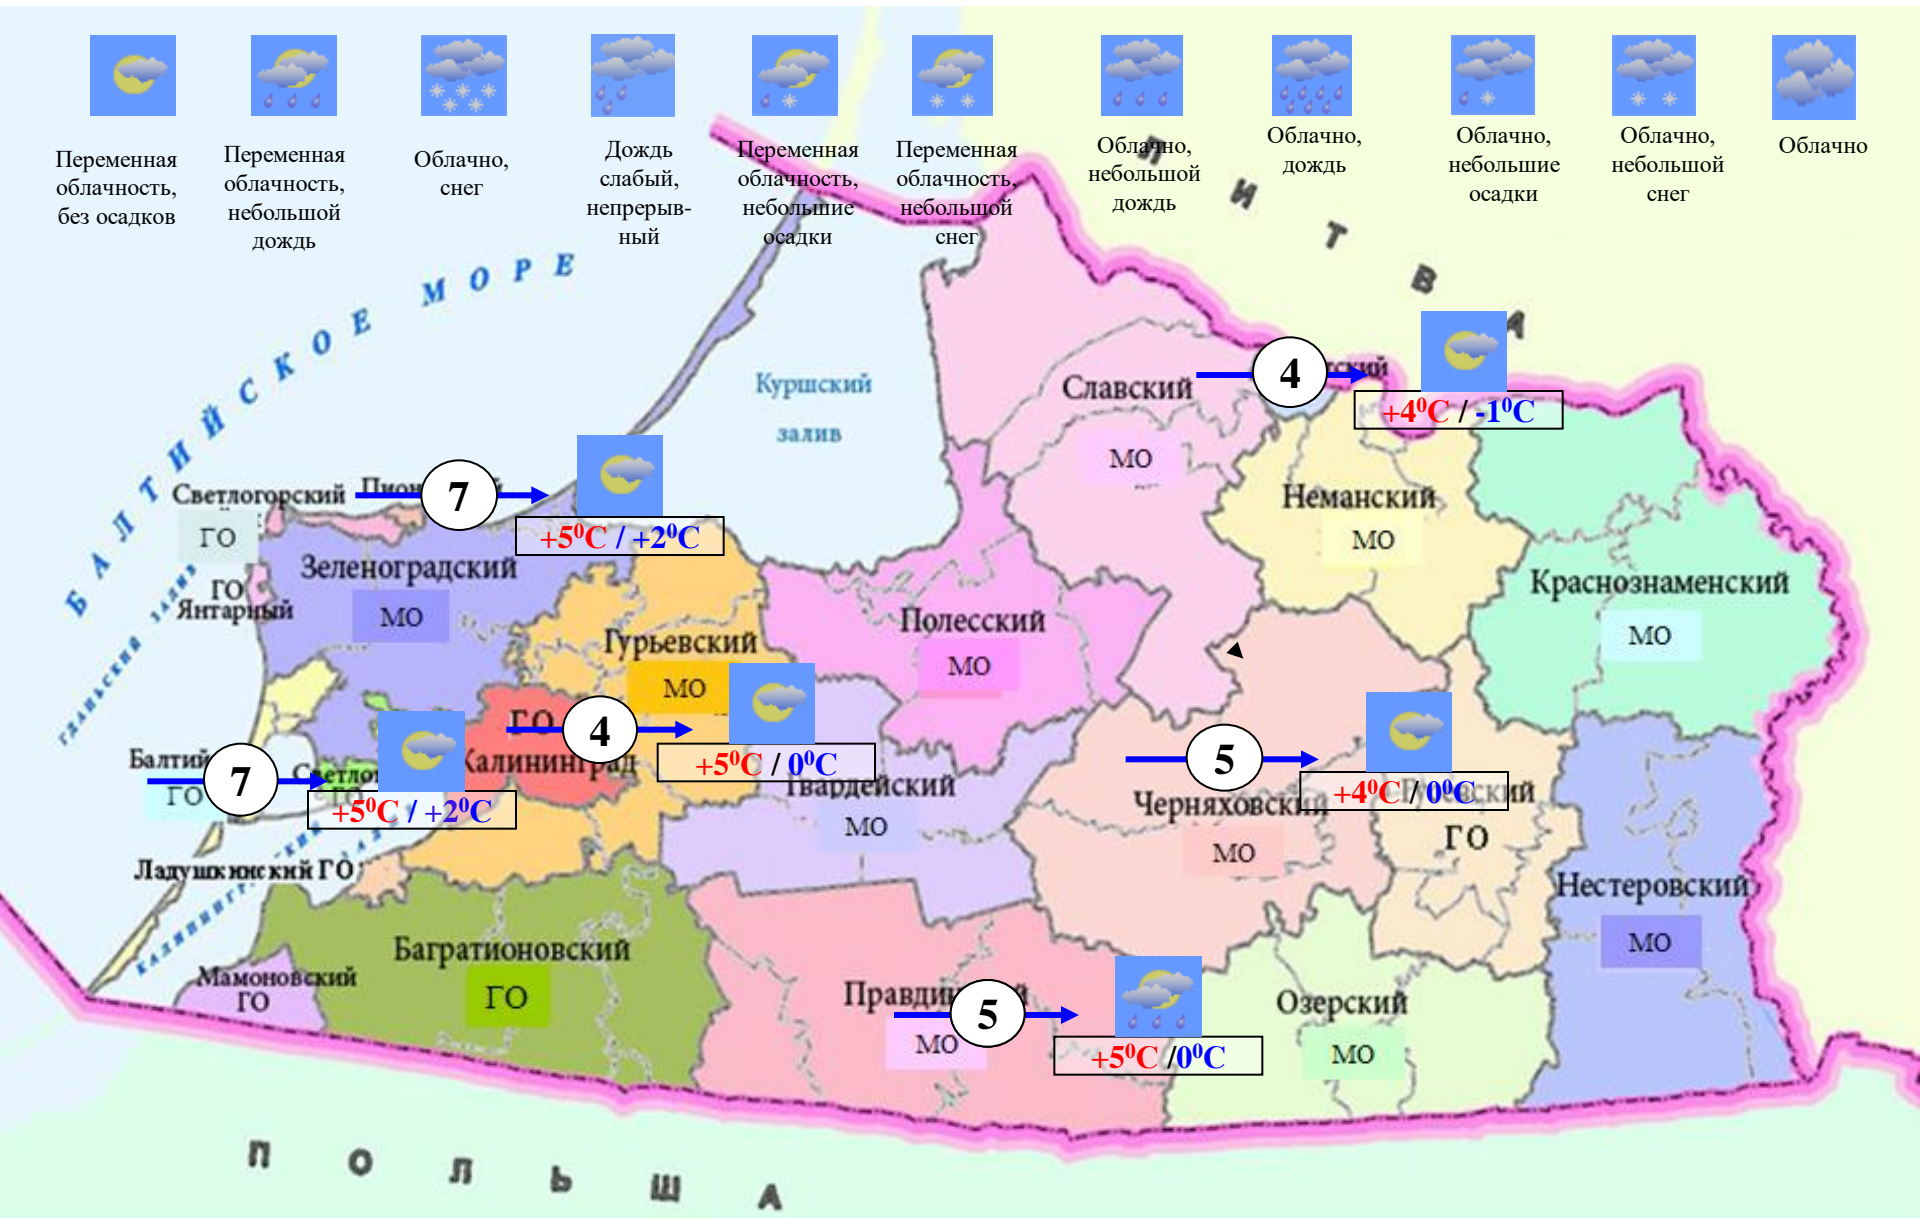 Переменная
облачность,
без осадков
Переменная
облачность,
небольшой
дождь
Облачно,
снег
Дождь
слабый,
непрерыв-
ный
Переменная
облачность,
небольшие
осадки
Переменная
облачность,
небольшой
снег
Облачно,
небольшой
дождь
Облачно,
дождь
Облачно,
небольшие
осадки
Облачно,
небольшой
снег
Облачно
ЛИТВА
БАЛТИЙСКОЕ МОРЕ
Куршский
залив
Славский
МО
4
+4⁰C / -1⁰C
Светлогорский
ГО
7
+5⁰C / +2⁰C
Неманский
МО
Зеленоградский
МО
ГО
Янтарный
Краснознаменский
МО
Полесский
МО
Гурьевский
МО
ГО
Калининград
4
+5⁰C / 0⁰C
ГО
7
+5⁰C / +2⁰C
Гвардейский
МО
5
+4⁰C / 0⁰C
Черняховский
МО
ГО
Ладушкинский ГО
Нестеровский
МО
Багратионовский
ГО
Мамоновский
ГО
МО
5
+5⁰C /0⁰C
Озерский
МО
ПОЛЬША